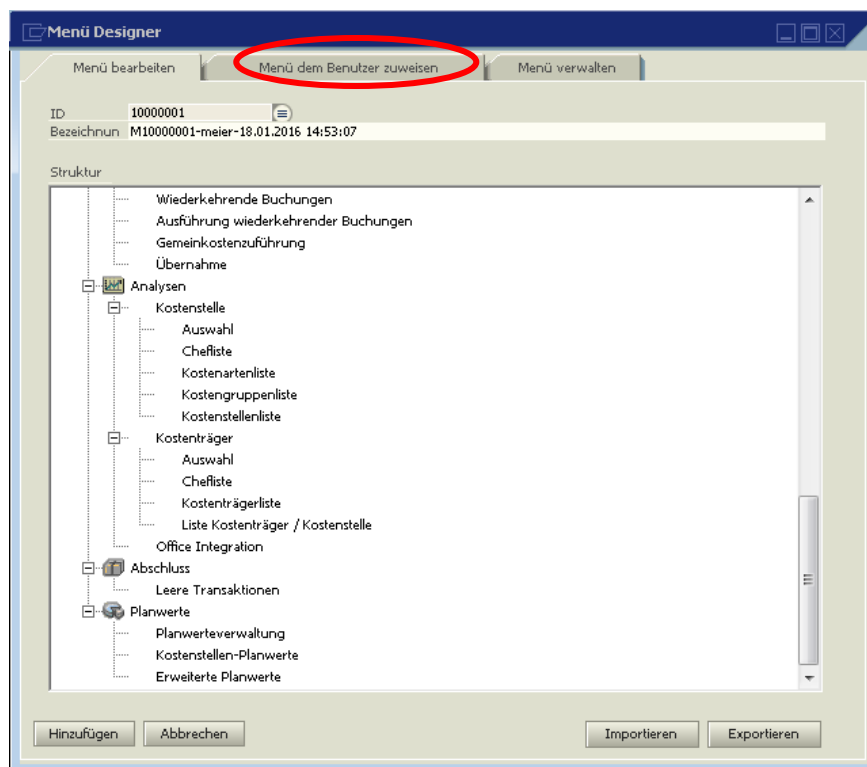 Menü Designer
Menü bearbeiten Menü dem Benutzer zuweisen Menü verwalten
ID 10000001
Bezeichnun M10000001-meier-18.01.2016 14:53:07
Struktur
Wiederkehrende Buchungen
Ausführung wiederkehrender Buchungen
Gemeinkostenzuführung
Übernahme
Analysen
Kostenstelle
Auswahl
Chefliste
Kostenartenliste
Kostengruppenliste
Kostenstellenliste
Kostenträger
Auswahl
Chefliste
Kostenträgerliste
Liste Kostenträger / Kostenstelle
Office Integration
Abschluss
Leere Transaktionen
Planwerte
Planwerteverwaltung
Kostenstellen-Planwerte
Erweiterte Planwerte
Hinzufügen Abbrechen Importieren Exportieren